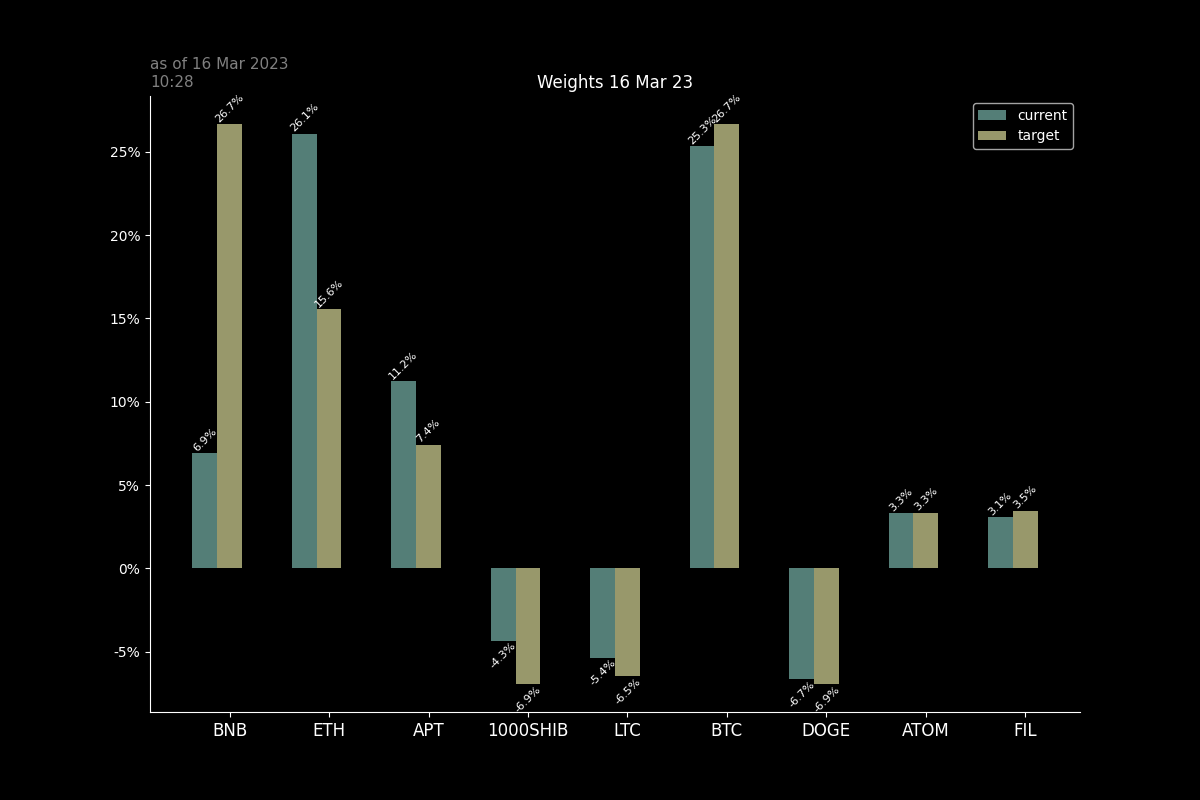 as of 16 Mar 2023
10:28
Weights 16 Mar 23
current
target
25%
20%
15%
10%
5%
0%
-5%
6.9%
26.7%
26.1%
15.6%
11.2%
7.4%
-4.3%
-6.9%
-5.4%
-6.5%
25.3%
26.7%
-6.7%
-6.9%
3.3%
3.3%
3.1%
3.5%
BNB
ETH
APT
1000SHIB
LTC
BTC
DOGE
ATOM
FIL